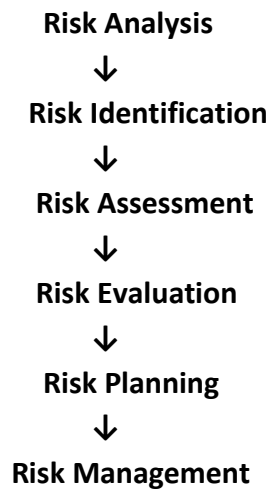 Risk Analysis
↓
Risk Identification
↓
Risk Assessment
↓
Risk Evaluation
↓
Risk Planning
↓
Risk Management